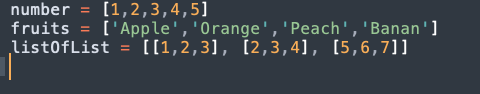 number = [1,2,3,4,5]
fruits = ['Apple','Orange','Peach','Banan']
listOfList = [[1,2,3], [2,3,4], [5,6,7]]